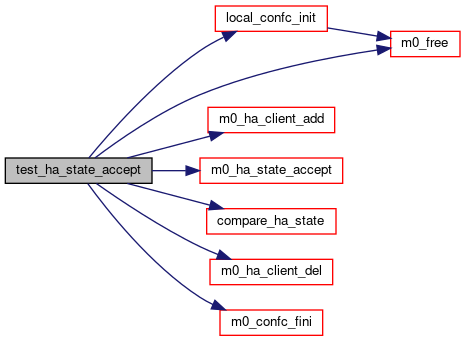 local_confc_init
m0_free
m0_ha_client_add
test_ha_state_accept
m0_ha_state_accept
compare_ha_state
m0_ha_client_del
m0_confc_fini